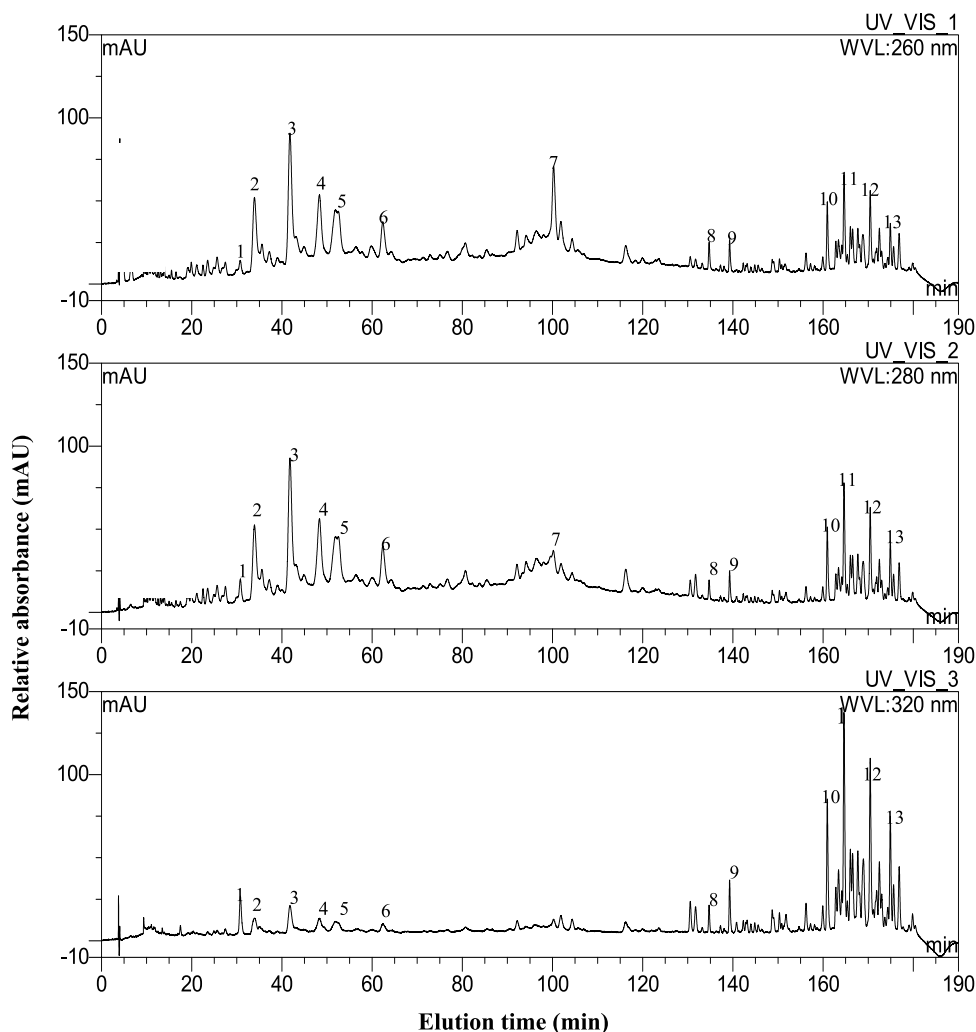 UV_VIS_1
150
mAU
WVL:260 nm
100
1 2 3 4 5 6 7 8 9 10 11 12 13
-10
min
0 20 40 60 80 100 120 140 160 190
UV_VIS_2
150
mAU
WVL:280 nm
100
1 2 3 4 5 6 7 8 9 10 11 12 13
-10
min
0 20 40 60 80 100 120 140 160 190
UV_VIS_3
150
mAU
WVL:320 nm
100
1 2 3 4 5 6 8 9 10 1 12 13
-10
min
0 20 40 60 80 100 120 140 160 190
Relative absorbance (mAU)
Elution time (min)